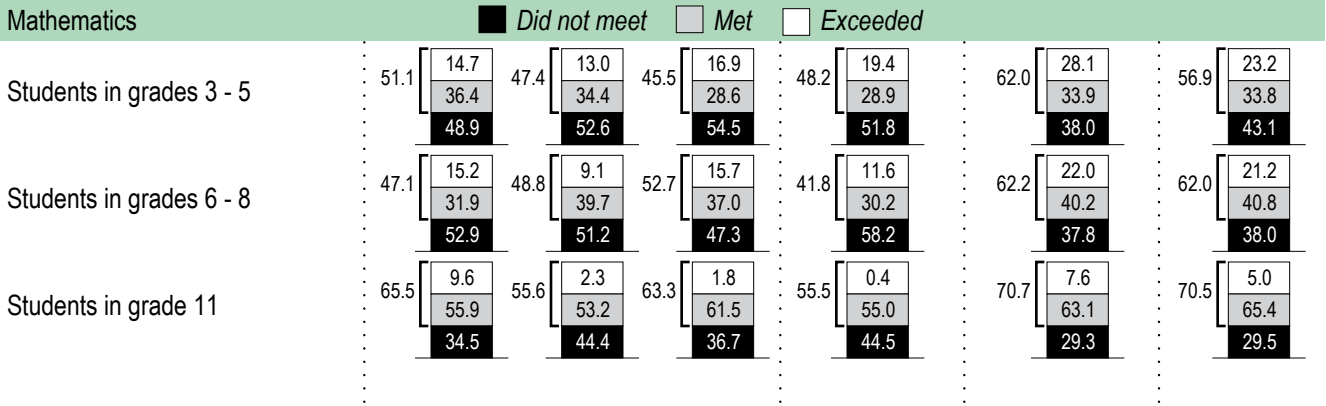 Mathematics Did not meet Met Exceeded
14.7 13.0 16.9 19.4 28.1 23.2
51.1 47.4 45.5 48.2 62.0 56.9
Students in grades 3 - 5 36.4 34.4 28.6 28.9 33.9 33.8
48.9 52.6 54.5 51.8 38.0 43.1
15.2 9.1 15.7 11.6 22.0 21.2
47.1 48.8 52.7 41.8 62.2 62.0
Students in grades 6 - 8 31.9 39.7 37.0 30.2 40.2 40.8
52.9 51.2 47.3 58.2 37.8 38.0
9.6 2.3 1.8 0.4 7.6 5.0
65.5 55.6 63.3 55.5 70.7 70.5
Students in grade 11 55.9 53.2 61.5 55.0 63.1 65.4
34.5 44.4 36.7 44.5 29.3 29.5